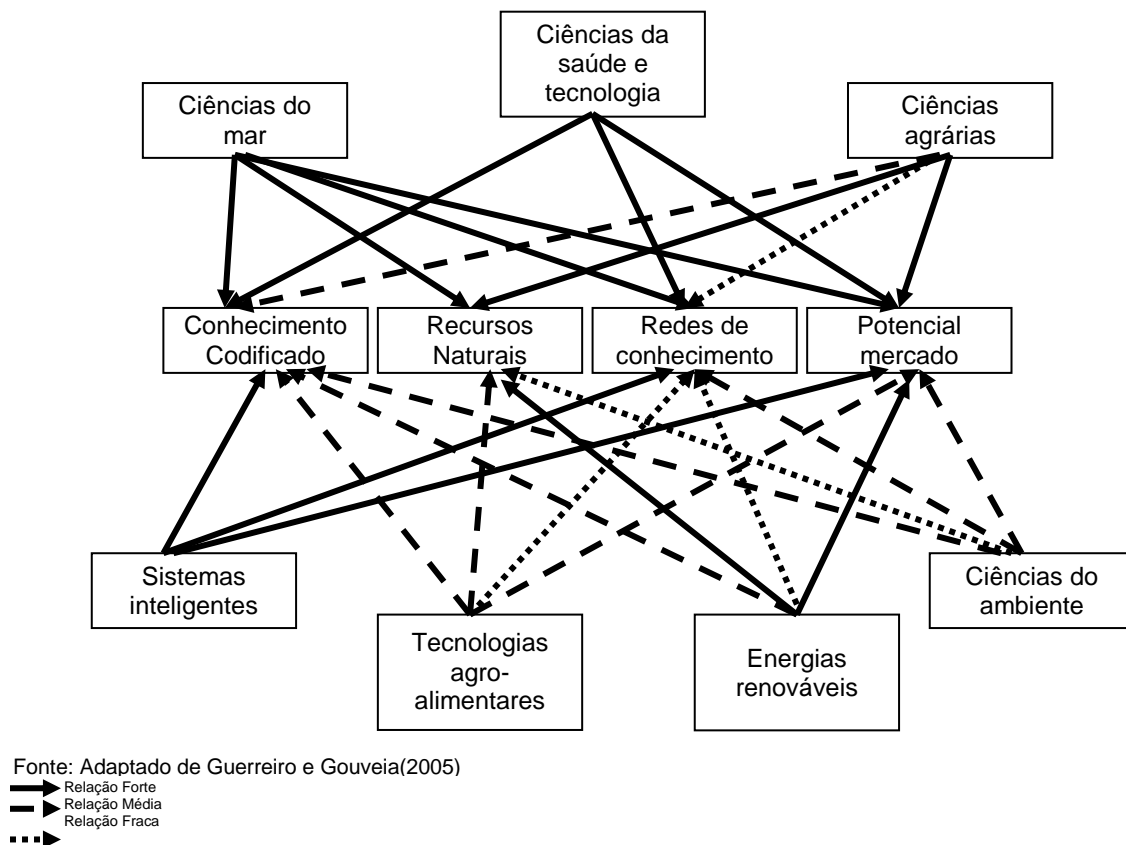 Ciências da
saúde e
tecnologia
Ciências do
mar
Ciências
agrárias
Conhecimento
Codificado
Recursos
Naturais
Redes de
conhecimento
Potencial
mercado
Sistemas
inteligentes
Tecnologias
agro-
alimentares
Energias
renováveis
Ciências do
ambiente
Fonte: Adaptado de Guerreiro e Gouveia(2005)
Relação Forte
Relação Média
Relação Fraca